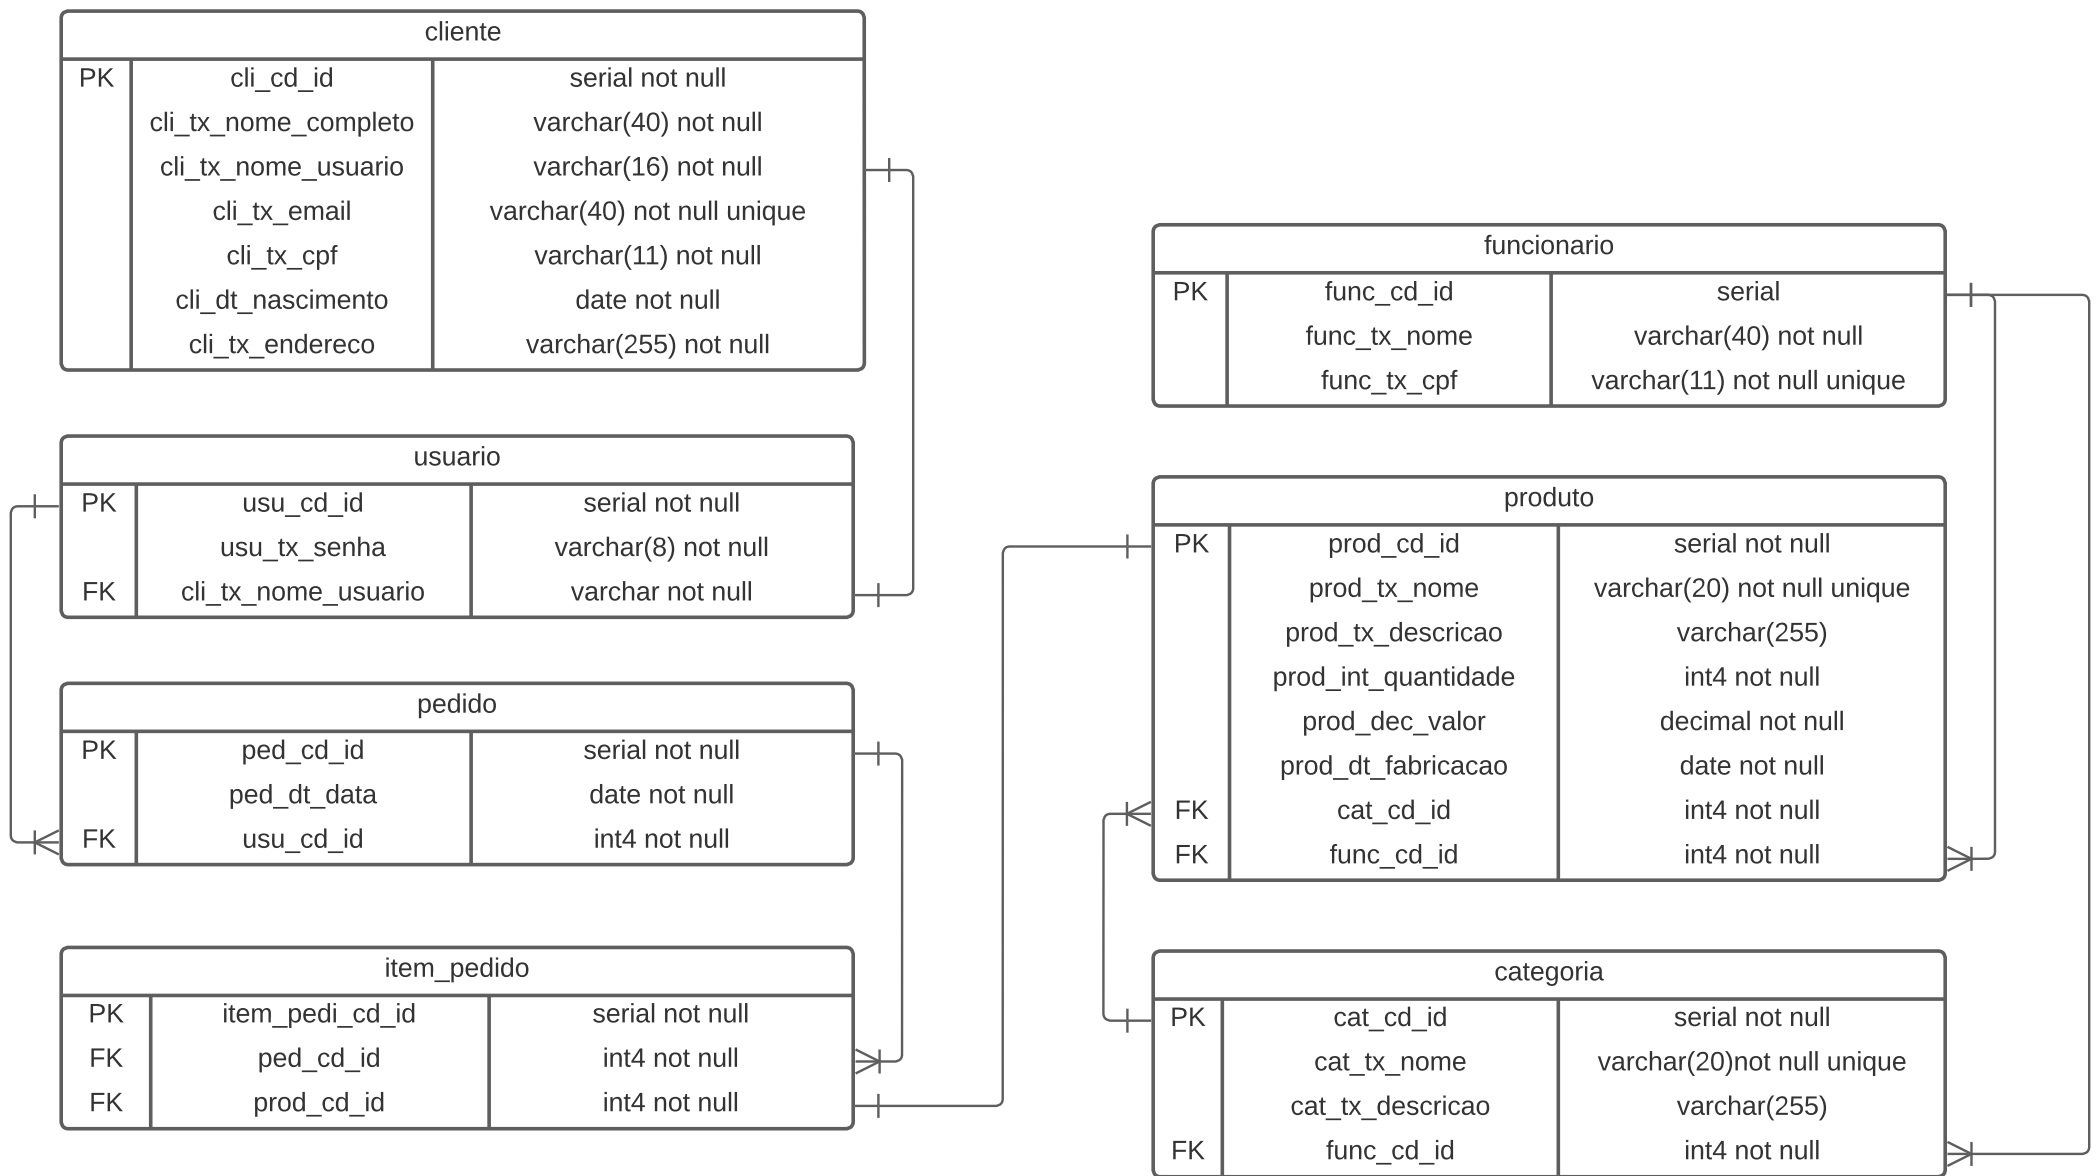 cliente
PK cli_cd_id serial not null
cli_tx_nome_completo varchar(40) not null
cli_tx_nome_usuario varchar(16) not null
cli_tx_email varchar(40) not null unique
cli_tx_cpf varchar(11) not null
cli_dt_nascimento date not null
cli_tx_endereco varchar(255) not null
usuario
PK usu_cd_id serial not null
usu_tx_senha varchar(8) not null
FK cli_tx_nome_usuario varchar not null
pedido
PK ped_cd_id serial not null
ped_dt_data date not null
FK usu_cd_id int4 not null
item_pedido
PK item_pedi_cd_id serial not null
FK ped_cd_id int4 not null
FK prod_cd_id int4 not null
funcionario
PK func_cd_id serial
func_tx_nome varchar(40) not null
func_tx_cpf varchar(11) not null unique
produto
PK prod_cd_id serial not null
prod_tx_nome varchar(20) not null unique
prod_tx_descricao varchar(255)
prod_int_quantidade int4 not null
prod_dec_valor decimal not null
prod_dt_fabricacao date not null
FK cat_cd_id int4 not null
FK func_cd_id int4 not null
categoria
PK cat_cd_id serial not null
cat_tx_nome varchar(20)not null unique
cat_tx_descricao varchar(255)
FK func_cd_id int4 not null